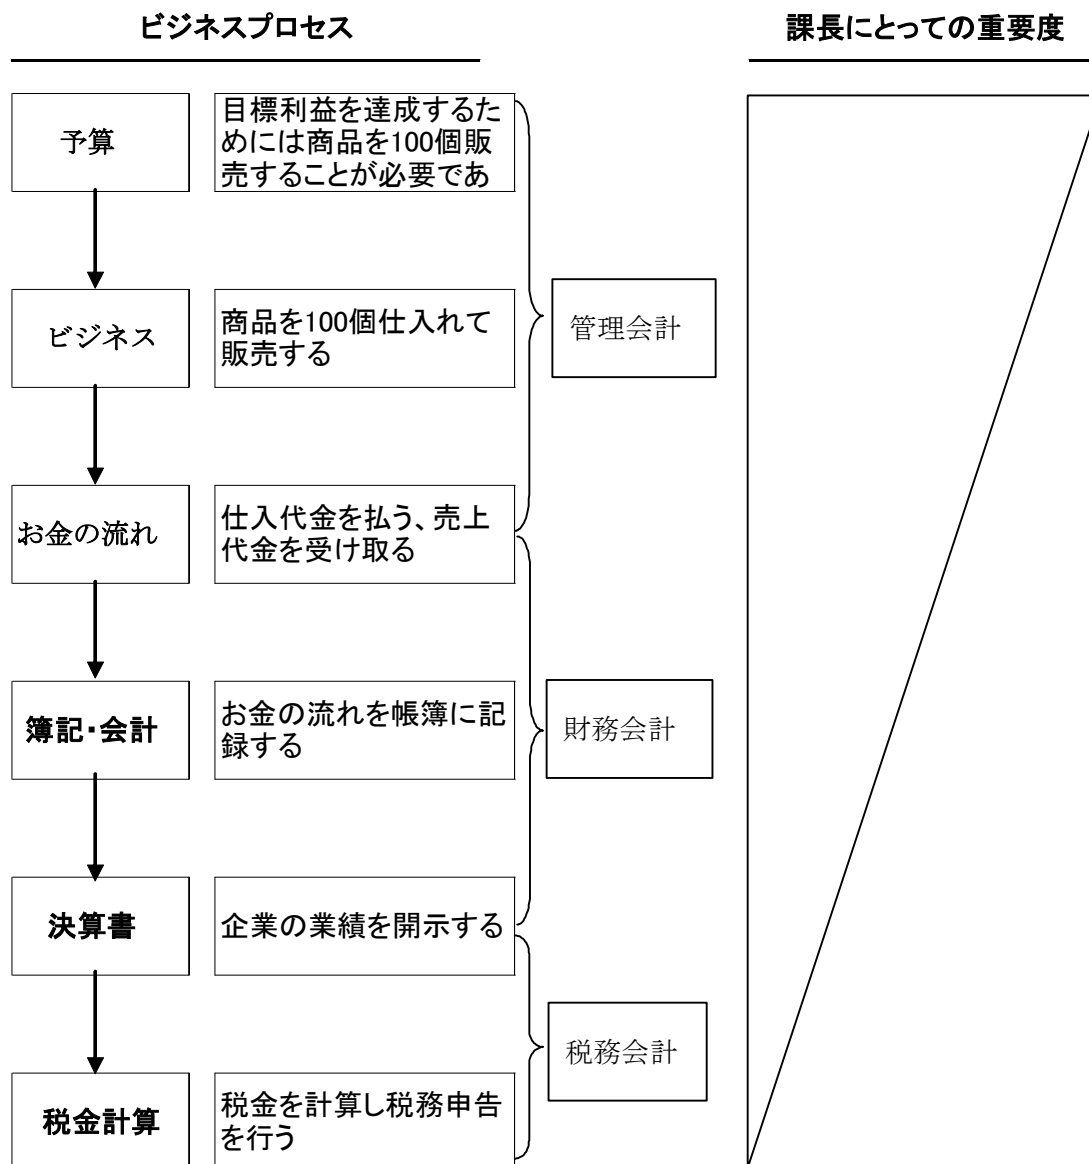 ビジネスプロセス
課長にとっての重要度
予算
目標利益を達成するた
めには商品を100個販
売することが必要であ
ビジネス
商品を100個仕入れて
販売する
管理会計
お金の流れ
仕入代金を払う、売上
代金を受け取る
簿記・会計
お金の流れを帳簿に記
録する
財務会計
決算書
企業の業績を開示する
税務会計
税金計算
税金を計算し税務申告
を行う